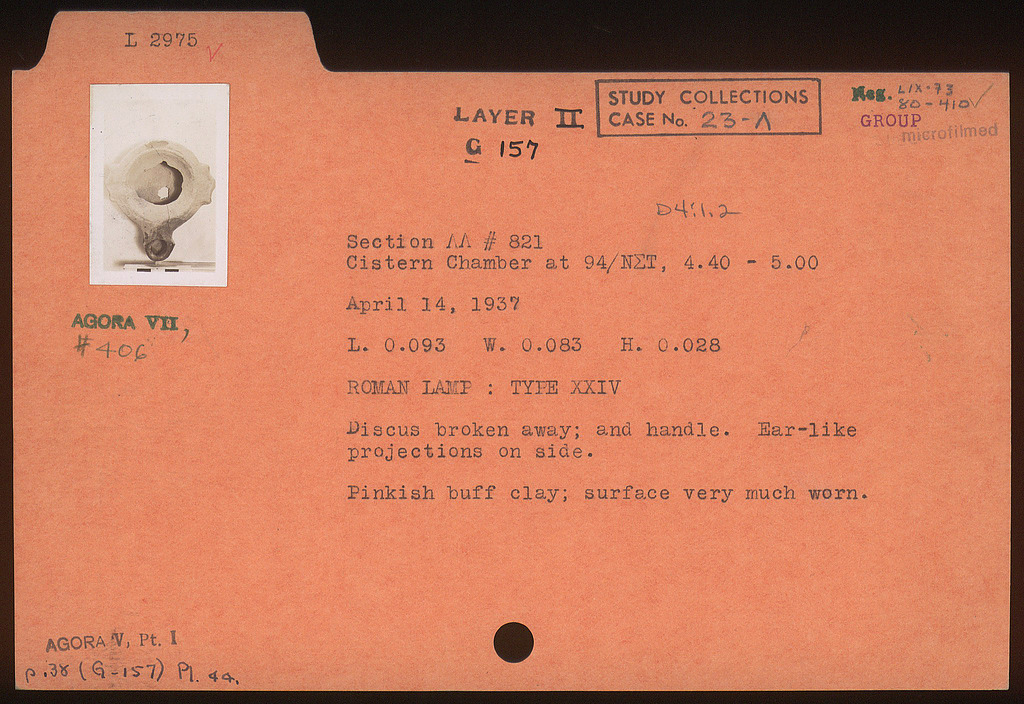 L 2975 ✓
LAYER II
G 157
STUDY COLLECTIONS
CASE No. 23-Λ
Neg. LIX-73
80-410 ✓
GROUP
microfilmed
D4:1.2
Section ΛΛ # 821
Cistern Chamber at 94/ΝΣΤ, 4.40 - 5.00
April 14, 1937
L. 0.093 W. 0.083 H. 0.028
P
ROMAN LAMP : TYPE XXIV
Discus broken away; and handle. Ear-like
projections on side.
Pinkish buff clay; surface very much worn.
AGORA VII,
# 406
AGORA V, Pt. I
p. 38 (G-157) Pl. 44.